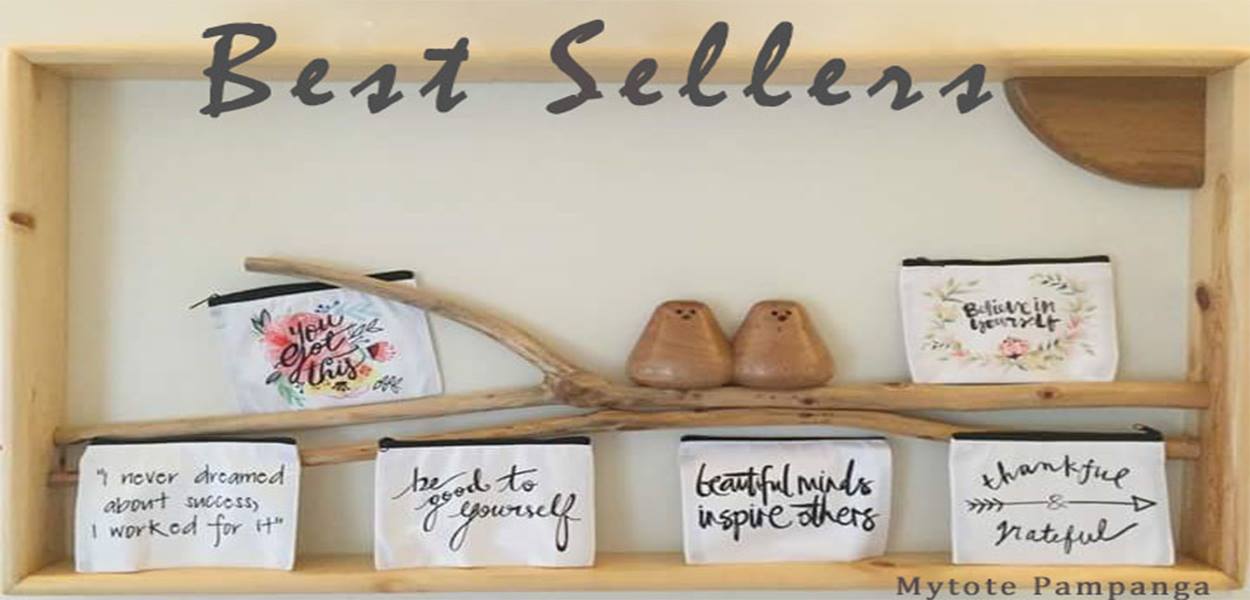 Best Sellers
You
Got
this
Believe in
yourself
"I never dreamed
about success,
I worked for it"
be
good to
yourself
beautiful minds
inspire others
thankful
&
grateful
Mytote Pampanga